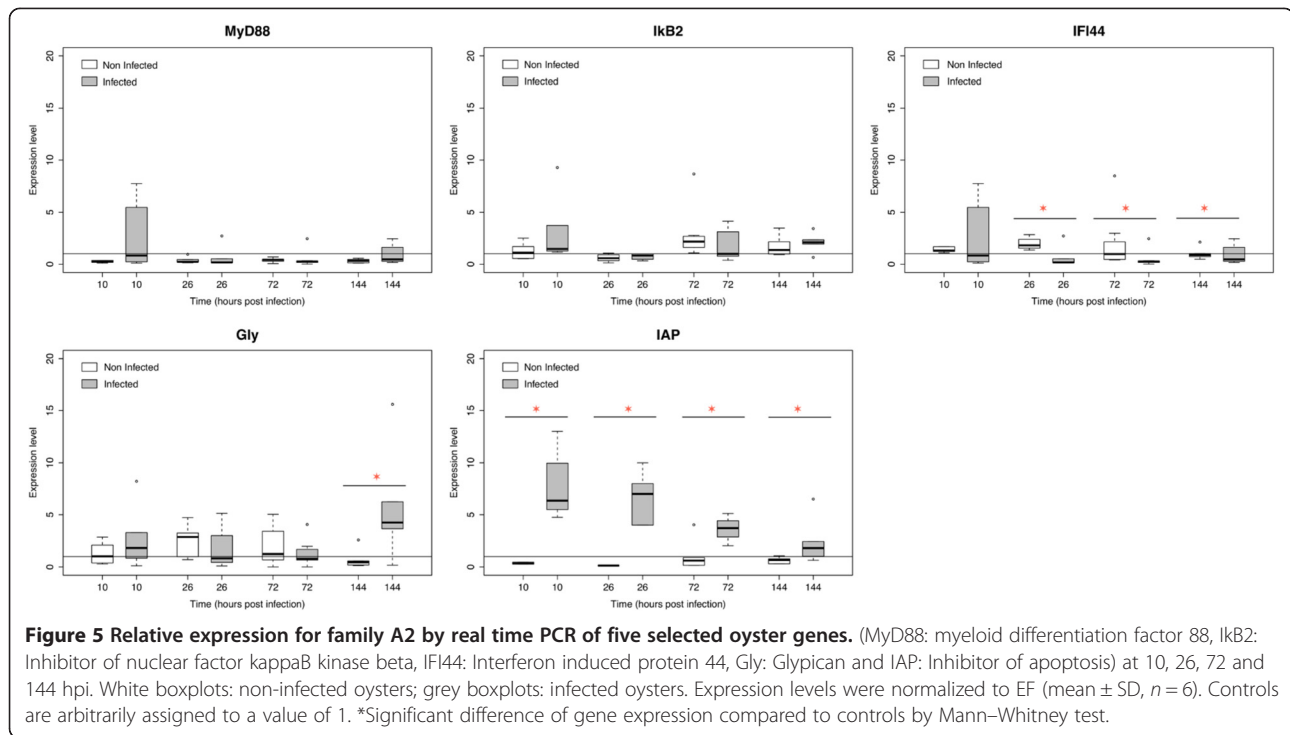 MyD88
IkB2
IFI44
20
15
10
5
0
Expression level
Non Infected
Infected
10 10 26 26 72 72 144 144
Time (hours post infection)
20
15
10
5
0
Expression level
Non Infected
Infected
10 10 26 26 72 72 144 144
Time (hours post infection)
20
15
10
5
0
Expression level
Non Infected
Infected
* * *
10 10 26 26 72 72 144 144
Time (hours post infection)
Gly
IAP
20
15
10
5
0
Expression level
Non Infected
Infected
*
10 10 26 26 72 72 144 144
Time (hours post infection)
20
15
10
5
0
Expression level
Non Infected
Infected
* * * *
10 10 26 26 72 72 144 144
Time (hours post infection)
Figure 5 Relative expression for family A2 by real time PCR of five selected oyster genes. (MyD88: myeloid differentiation factor 88, IkB2:
Inhibitor of nuclear factor kappaB kinase beta, IFI44: Interferon induced protein 44, Gly: Glypican and IAP: Inhibitor of apoptosis) at 10, 26, 72 and
144 hpi. White boxplots: non-infected oysters; grey boxplots: infected oysters. Expression levels were normalized to EF (mean ± SD, n = 6). Controls
are arbitrarily assigned to a value of 1. *Significant difference of gene expression compared to controls by Mann–Whitney test.